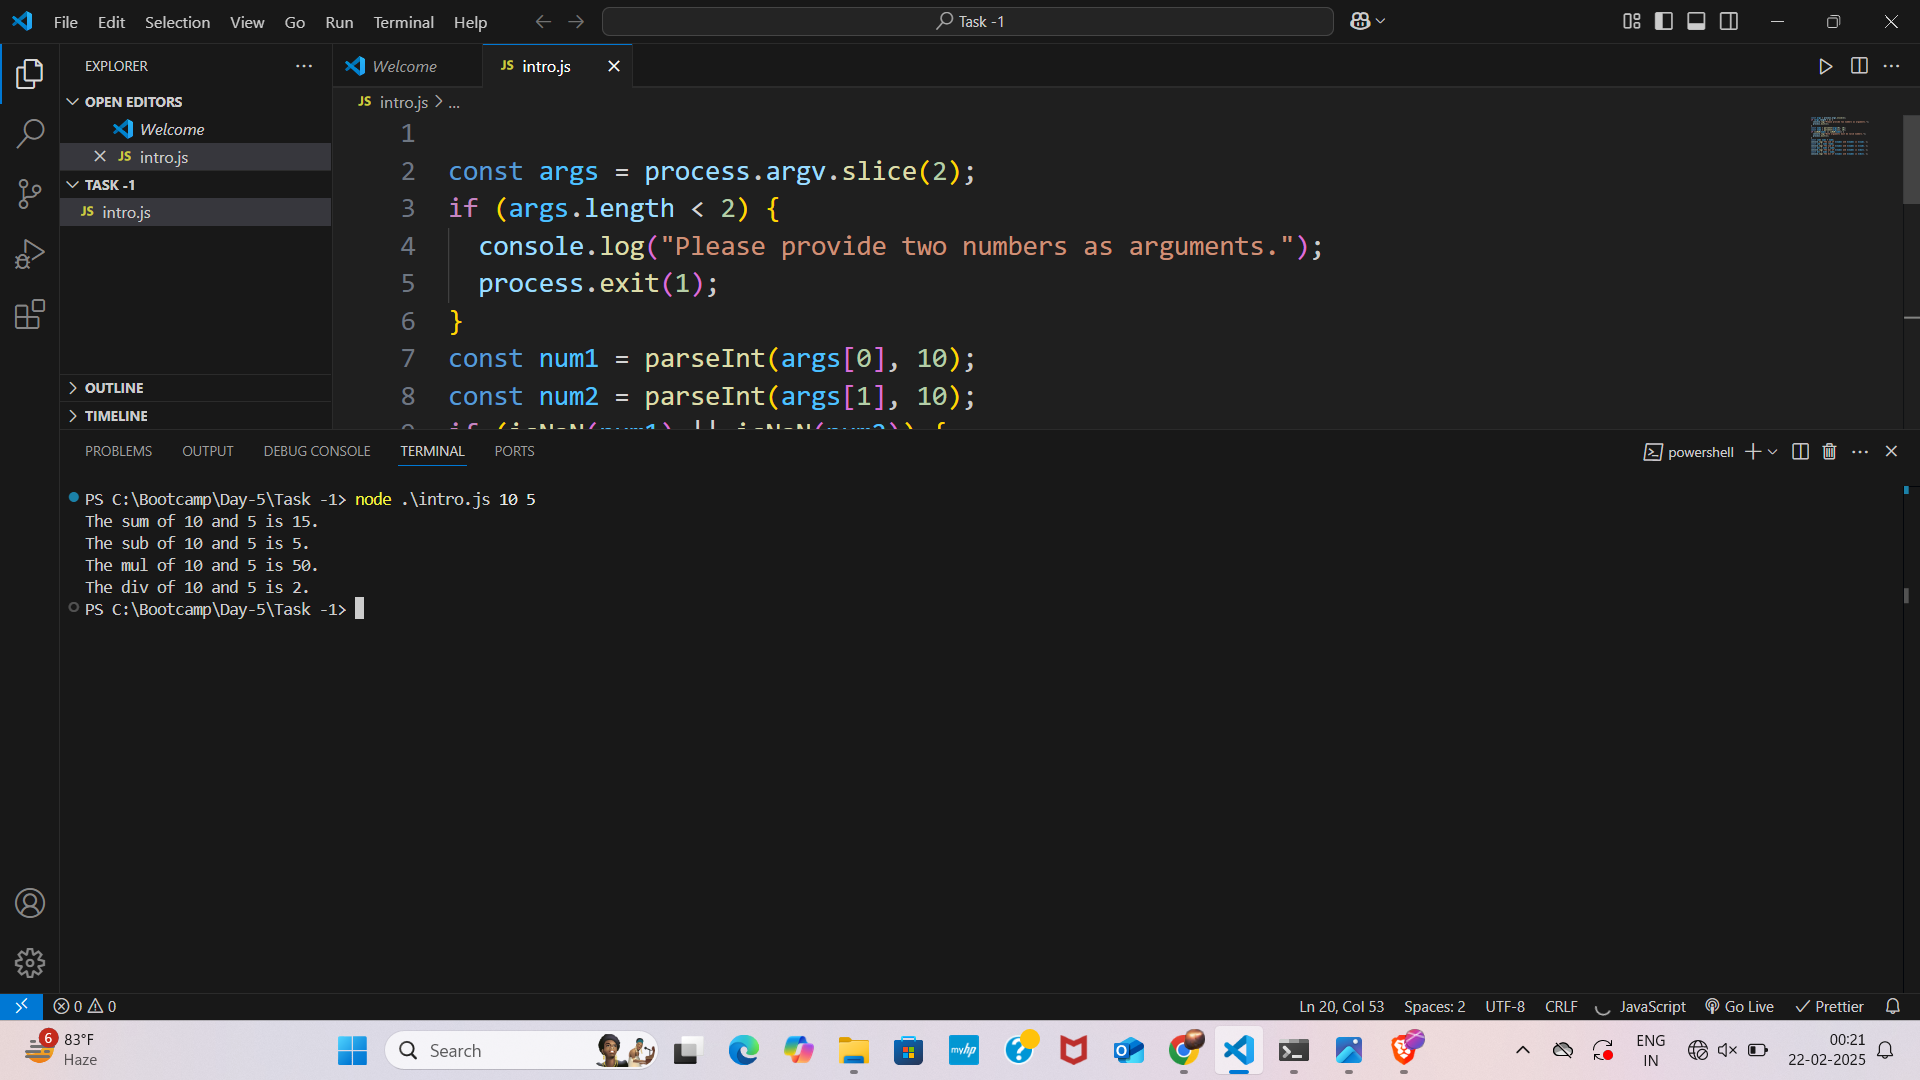 File Edit Selection View Go Run Terminal Help
Task -1
EXPLORER
OPEN EDITORS
Welcome
JS intro.js
TASK -1
JS intro.js
OUTLINE
TIMELINE
Welcome
JS intro.js
JS intro.js > ...
1
2 const args = process.argv.slice(2);
3 if (args.length < 2) {
4 console.log("Please provide two numbers as arguments.");
5 process.exit(1);
6 }
7 const num1 = parseInt(args[0], 10);
8 const num2 = parseInt(args[1], 10);
9 if (isNaN(num1) || isNaN(num2)) {
PROBLEMS OUTPUT DEBUG CONSOLE TERMINAL PORTS
powershell
PS C:\Bootcamp\Day-5\Task -1> node .\intro.js 10 5
The sum of 10 and 5 is 15.
The sub of 10 and 5 is 5.
The mul of 10 and 5 is 50.
The div of 10 and 5 is 2.
PS C:\Bootcamp\Day-5\Task -1>
0 0
Ln 20, Col 53 Spaces: 2 UTF-8 CRLF JavaScript Go Live Prettier
6
83°F
Haze
Search
myhp
ENG
IN
00:21
22-02-2025